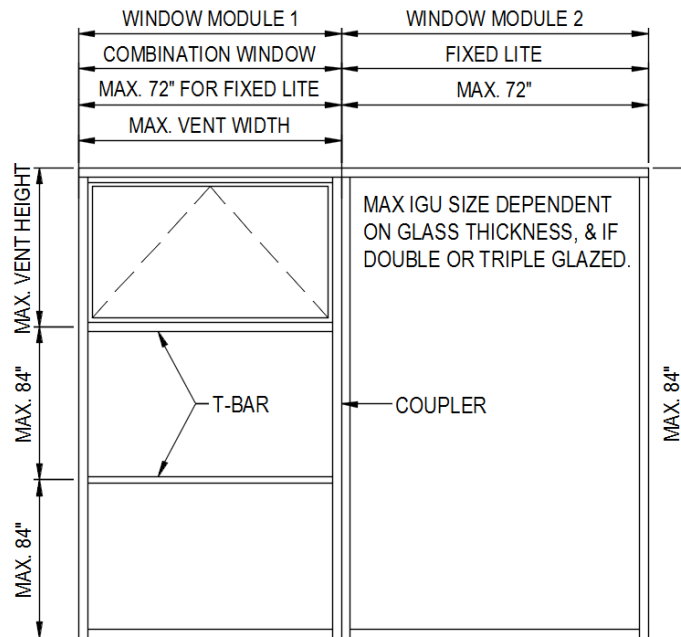 WINDOW MODULE 1
WINDOW MODULE 2
COMBINATION WINDOW
FIXED LITE
MAX. 72" FOR FIXED LITE
MAX. 72"
MAX. VENT WIDTH
MAX. VENT HEIGHT
MAX IGU SIZE DEPENDENT
ON GLASS THICKNESS, & IF
DOUBLE OR TRIPLE GLAZED.
MAX. 84"
T-BAR
COUPLER
MAX. 84"
MAX. 84"